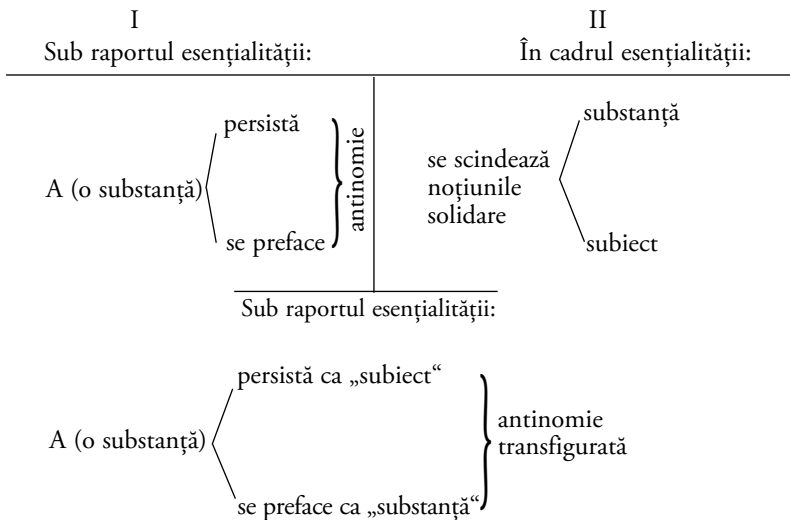 I
Sub raportul esențialității:
II
În cadrul esențialității:
persistă
A (o substanță)
se preface
antinomie
substanță
se scindează
noțiunile
solidare
subiect
Sub raportul esențialității:
persistă ca „subiect“
A (o substanță)
antinomie
transfigurată
se preface ca „substanță“